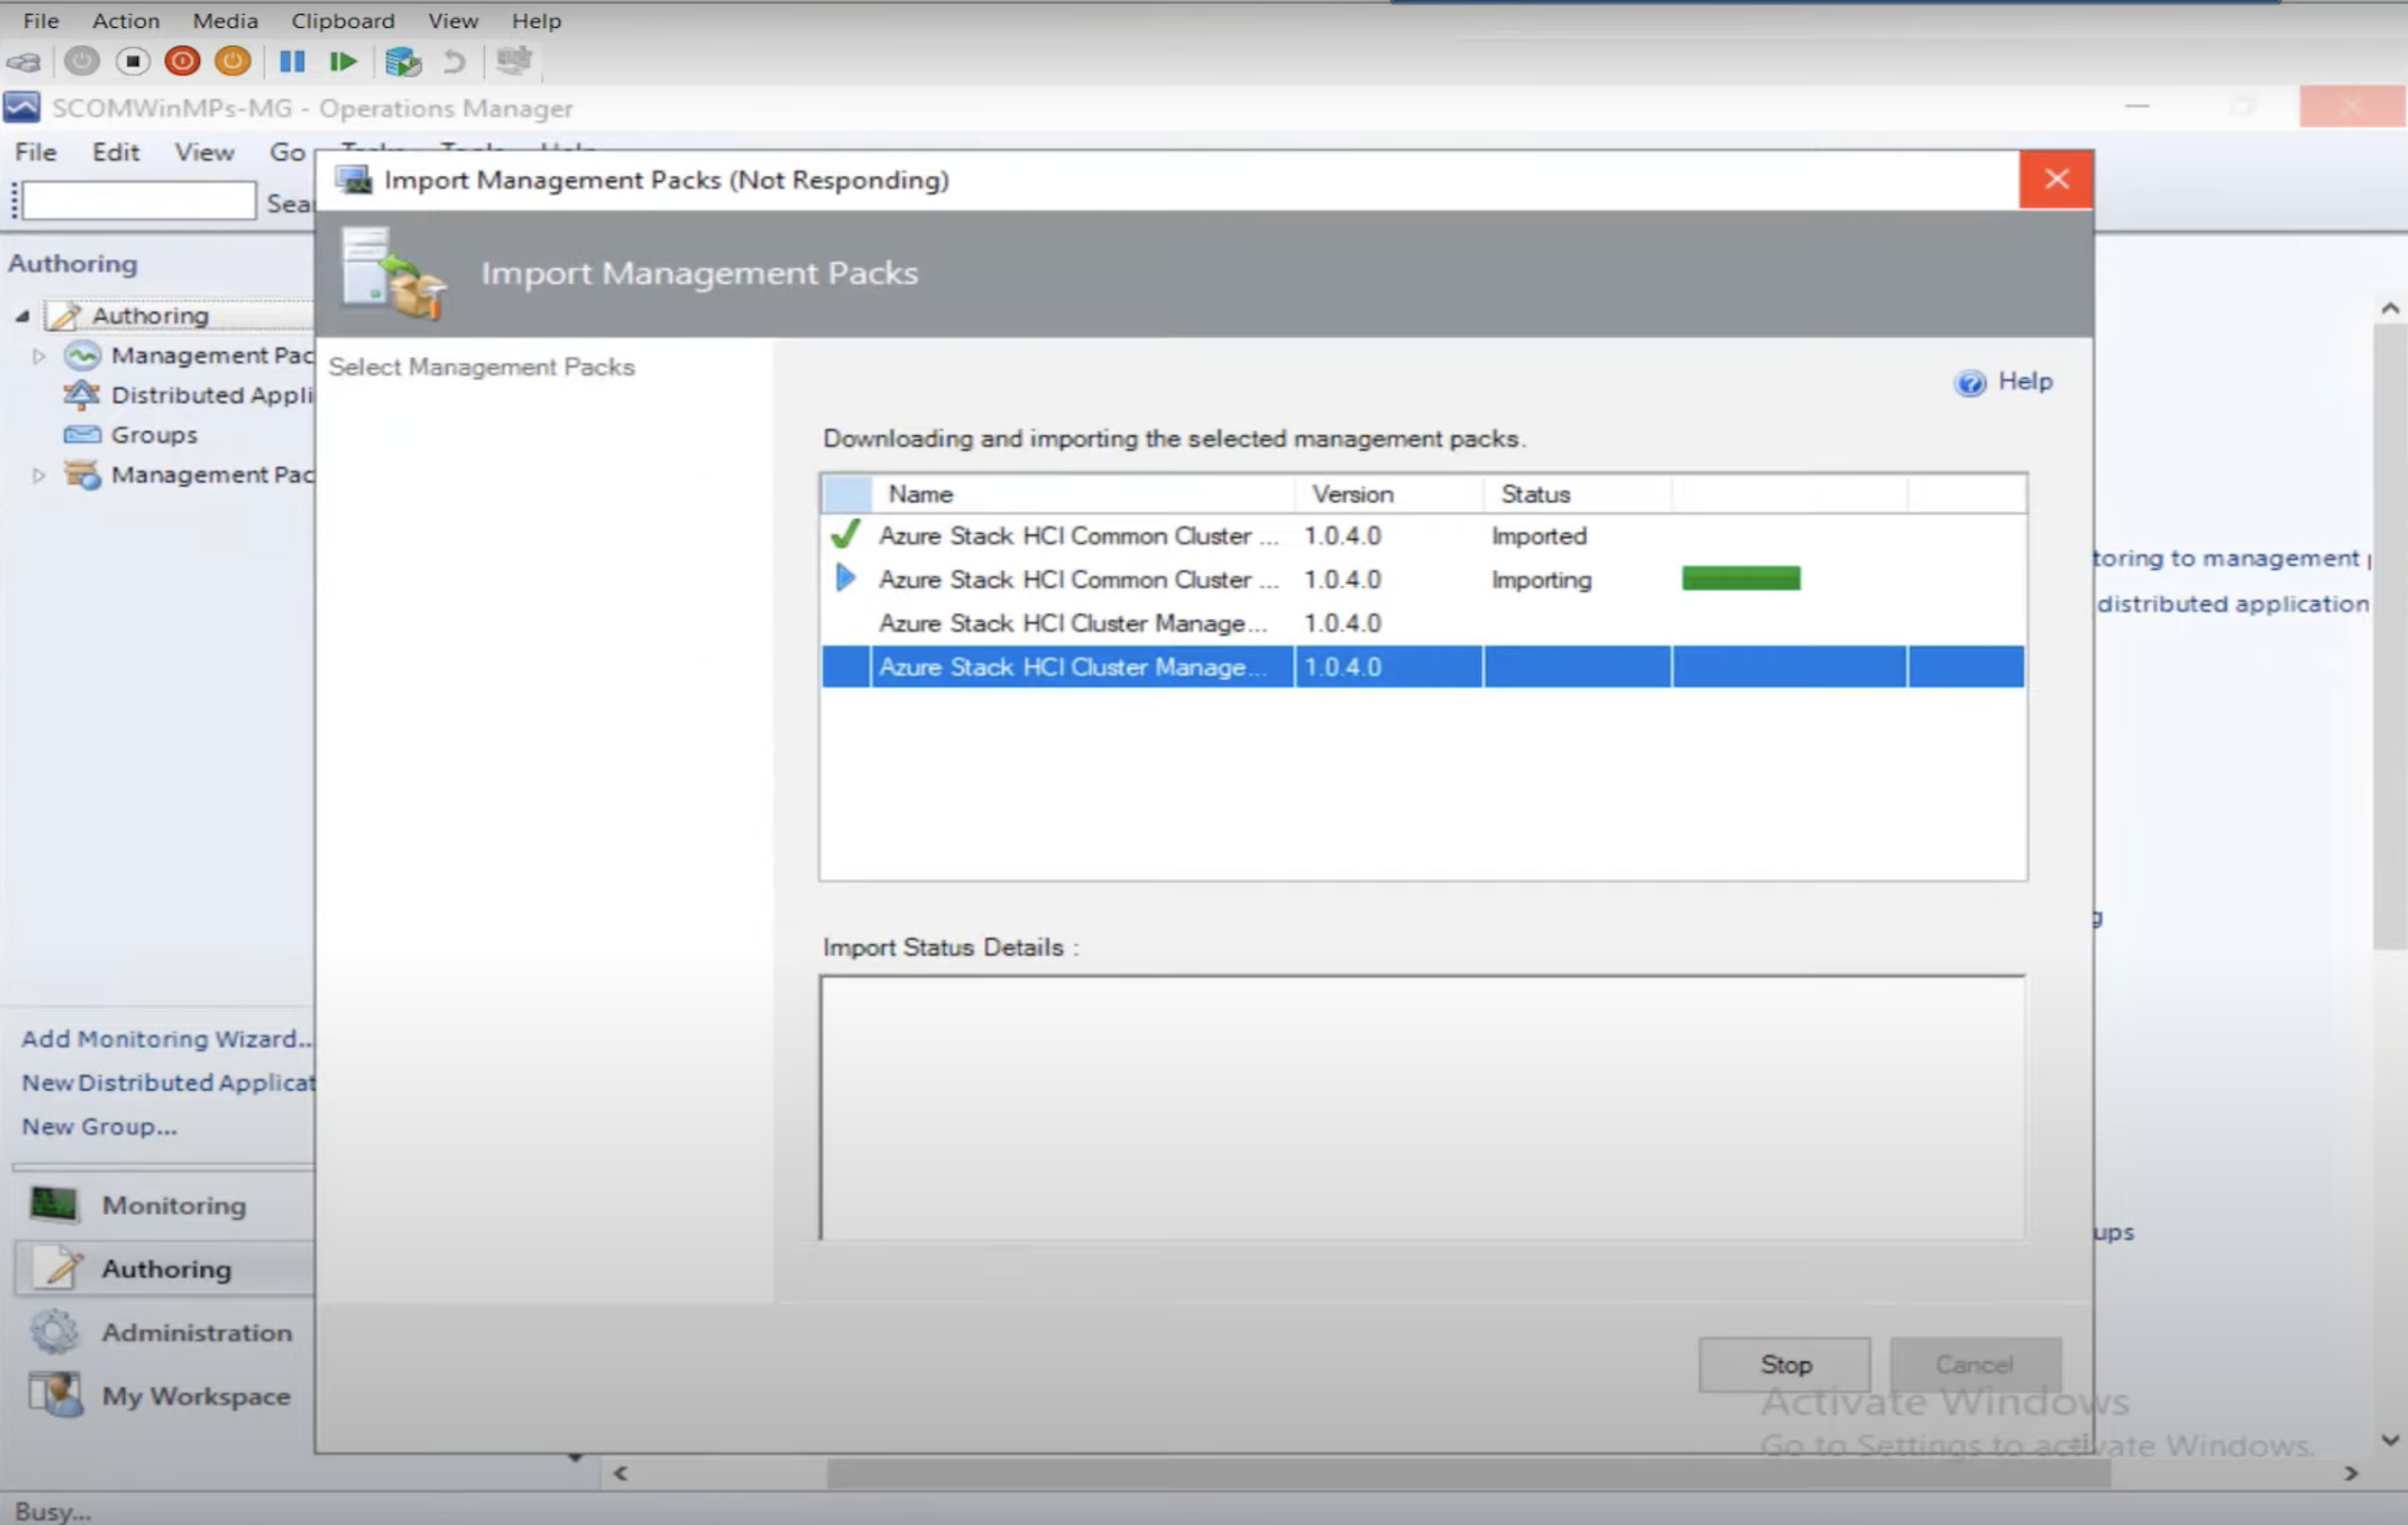 File Action Media Clipboard View Help
SCOMWinMPs-MG - Operations Manager
File Edit View Go
Import Management Packs (Not Responding)
Import Management Packs
Authoring
Authoring
Management Pac
Distributed Appli
Groups
Management Pac
Select Management Packs
Help
Downloading and importing the selected management packs.
Name Version Status
Azure Stack HCI Common Cluster ... 1.0.4.0 Imported
Azure Stack HCI Common Cluster ... 1.0.4.0 Importing
Azure Stack HCI Cluster Manage... 1.0.4.0
Azure Stack HCI Cluster Manage... 1.0.4.0
toring to management
distributed application
g
Import Status Details :
ups
Add Monitoring Wizard...
New Distributed Applicat
New Group...
Monitoring
Authoring
Administration
My Workspace
Stop Cancel
Activate Windows
Go to Settings to activate Windows.
Busy...